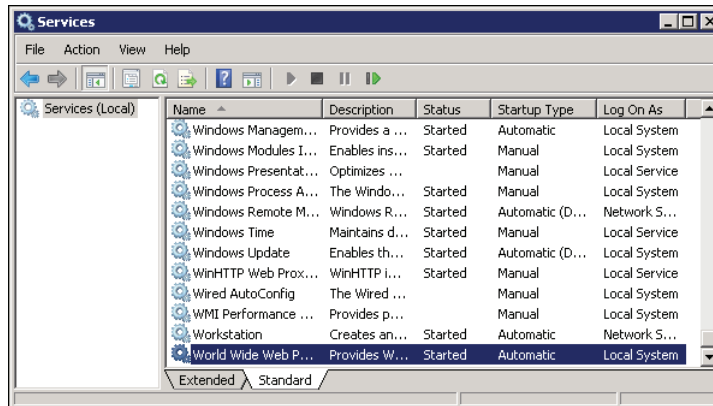 Services
File Action View Help
Services (Local)
Name Description Status Startup Type Log On As
Windows Managem... Provides a ... Started Automatic Local System
Windows Modules I... Enables ins... Started Manual Local System
Windows Presentat... Optimizes ... Manual Local Service
Windows Process A... The Windo... Started Manual Local System
Windows Remote M... Windows R... Started Automatic (D... Network S...
Windows Time Maintains d... Started Manual Local Service
Windows Update Enables th... Started Automatic (D... Local System
WinHTTP Web Prox... WinHTTP i... Started Manual Local Service
Wired AutoConfig The Wired ... Manual Local System
WMI Performance ... Provides p... Manual Local System
Workstation Creates an... Started Automatic Network S...
World Wide Web P... Provides W... Started Automatic Local System
Extended Standard